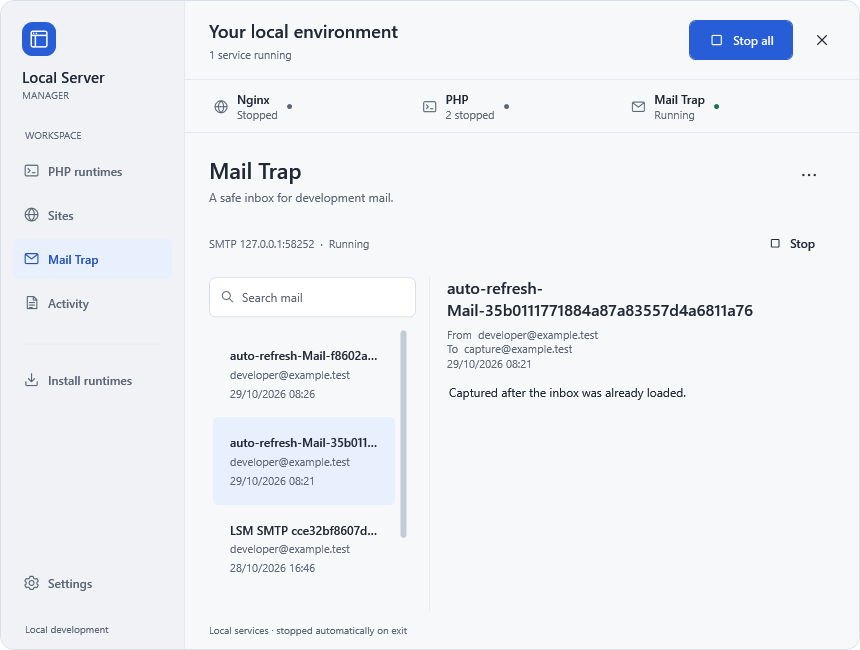 Local Server
MANAGER
WORKSPACE
PHP runtimes
Sites
Mail Trap
Activity
Install runtimes
Settings
Local development
Your local environment
1 service running
Stop all
Nginx
Stopped
PHP
2 stopped
Mail Trap
Running
Mail Trap
A safe inbox for development mail.
SMTP 127.0.0.1:58252 · Running
Stop
Search mail
auto-refresh-Mail-f8602a...
developer@example.test
29/10/2026 08:26
auto-refresh-Mail-35b011...
developer@example.test
29/10/2026 08:21
LSM SMTP cce32bf8607d...
developer@example.test
28/10/2026 16:46
auto-refresh-
Mail-35b0111771884a87a83557d4a6811a76
From developer@example.test
To capture@example.test
29/10/2026 08:21
Captured after the inbox was already loaded.
Local services · stopped automatically on exit